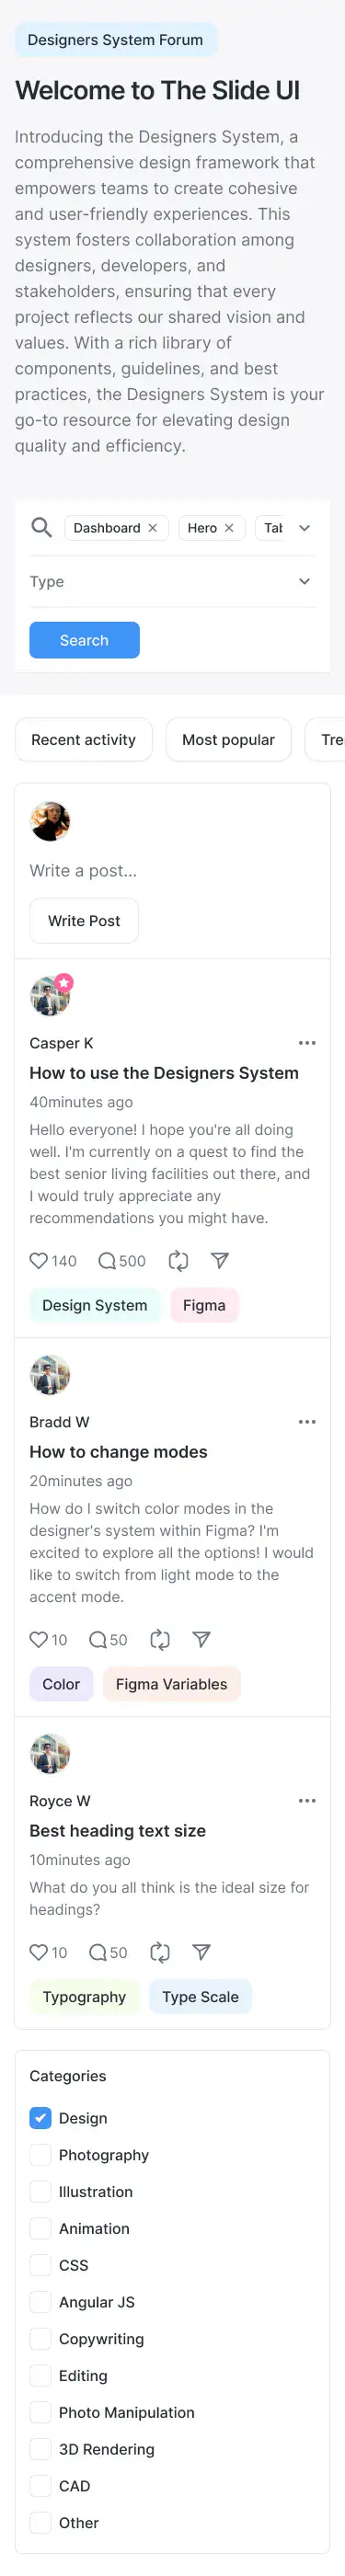 Designers System Forum
Welcome to The Slide UI
Introducing the Designers System, a
comprehensive design framework that
empowers teams to create cohesive
and user-friendly experiences. This
system fosters collaboration among
designers, developers, and
stakeholders, ensuring that every
project reflects our shared vision and
values. With a rich library of
components, guidelines, and best
practices, the Designers System is your
go-to resource for elevating design
quality and efficiency.
Dashboard Hero Tab
Type
Search
Recent activity Most popular Tre
Write a post...
Write Post
Casper K
How to use the Designers System
40minutes ago
Hello everyone! I hope you're all doing
well. I'm currently on a quest to find the
best senior living facilities out there, and
I would truly appreciate any
recommendations you might have.
140 500
Design System Figma
Bradd W
How to change modes
20minutes ago
How do I switch color modes in the
designer's system within Figma? I'm
excited to explore all the options! I would
like to switch from light mode to the
accent mode.
10 50
Color Figma Variables
Royce W
Best heading text size
10minutes ago
What do you all think is the ideal size for
headings?
10 50
Typography Type Scale
Categories
Design
Photography
Illustration
Animation
CSS
Angular JS
Copywriting
Editing
Photo Manipulation
3D Rendering
CAD
Other